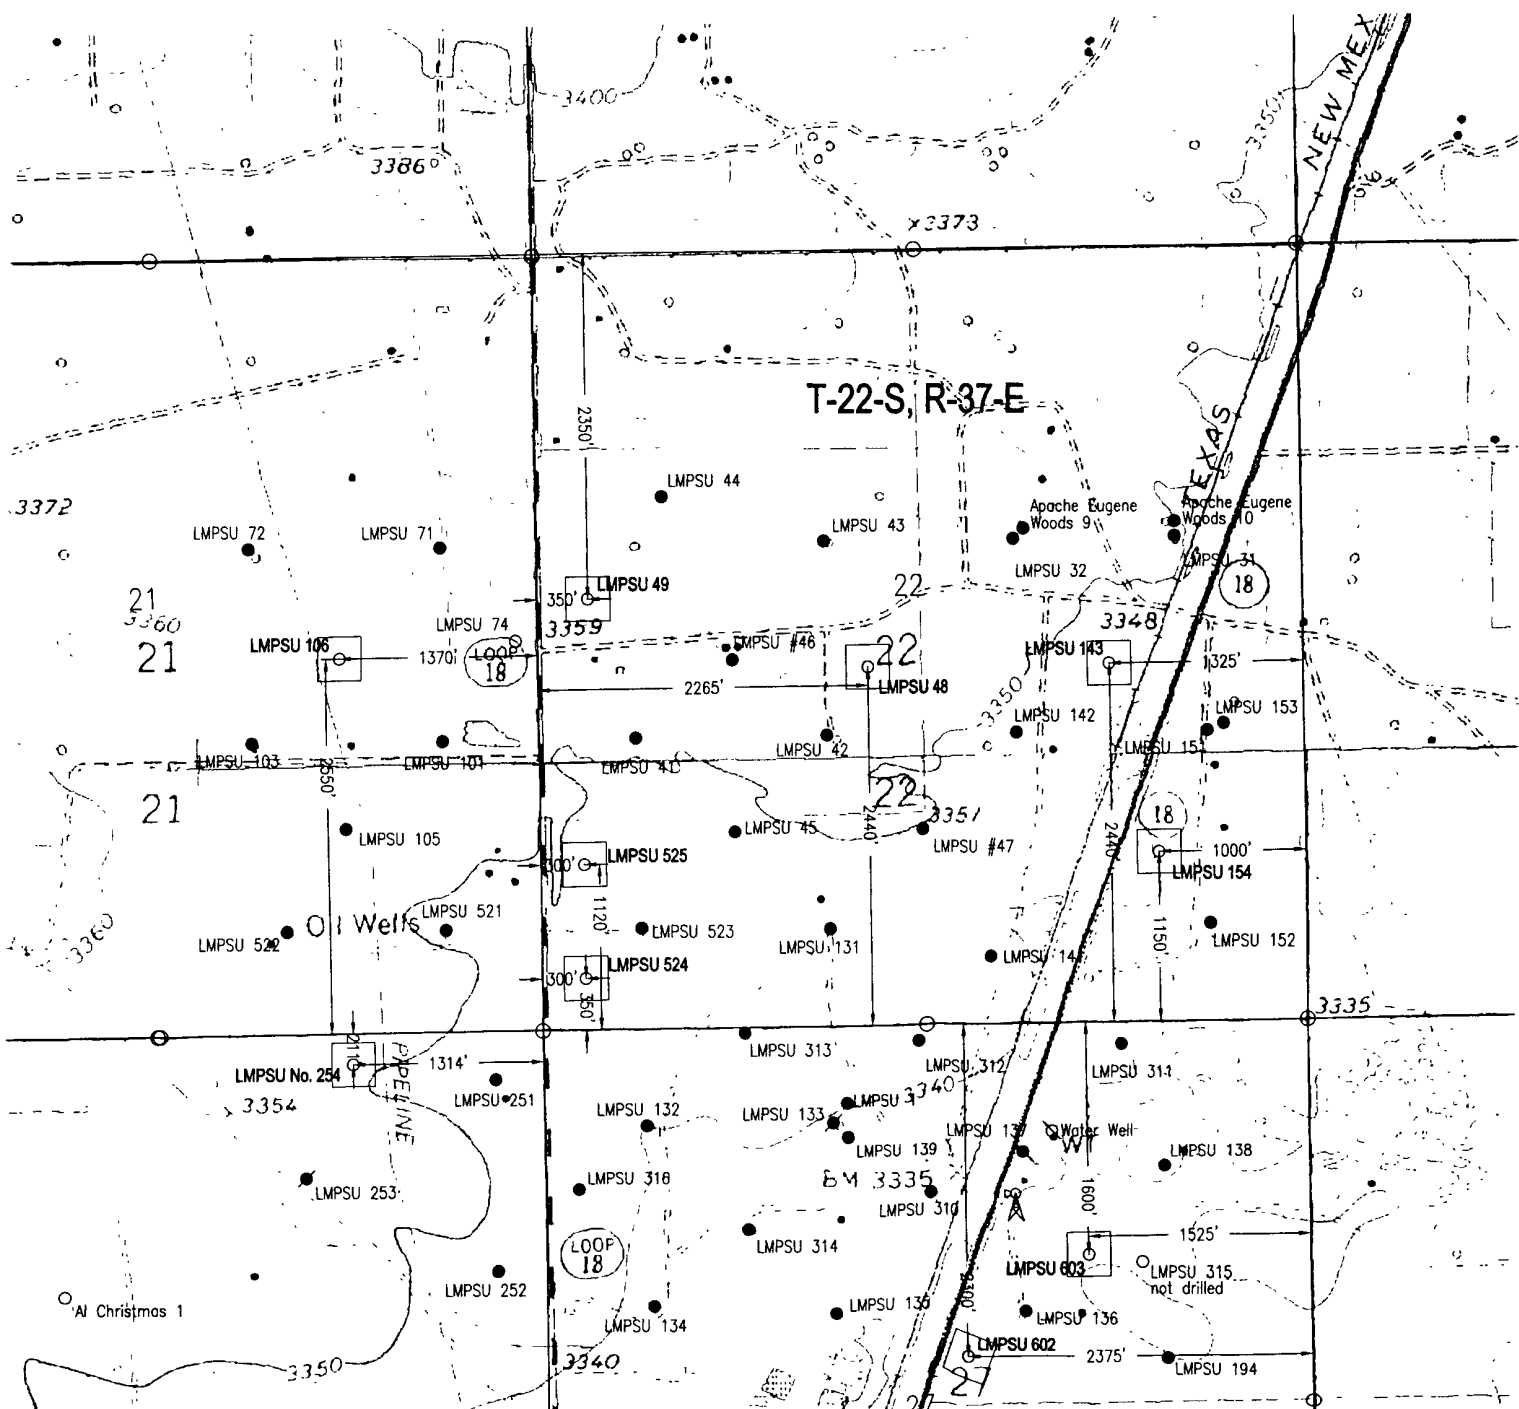 3400
NEW MEX
3350
3386
×3373
T-22-S, R-37-E
2350'
TEXAS
3372
LMPSU 44
Apache Eugene
Woods 9
Apache Eugene
Woods 10
LMPSU 72
LMPSU 71
LMPSU 43
LMPSU 32
LMPSU 31
18
LMPSU 49
350'
22
21
3360
LMPSU 74
3359
3348
LMPSU 106
21
1370'
LOOP
18
LMPSU #46
22
LMPSU 143
1325'
2265'
LMPSU 48
3350
LMPSU 142
LMPSU 153
LMPSU 103
LMPSU 101
LMPSU 41
LMPSU 42
LMPSU 151
2550'
21
22
3351
18
LMPSU 105
LMPSU 45
2440'
LMPSU #47
2440'
1000'
300'
LMPSU 525
LMPSU 154
1120'
LMPSU 521
3360
LMPSU 522
LMPSU 523
LMPSU 131
LMPSU 141
1150'
LMPSU 152
300'
LMPSU 524
350'
3335
LMPSU 313
LMPSU 312
LMPSU 311
211'
LMPSU No. 254
1314'
PIPELINE
3354
LMPSU 251
3340
LMPSU 1
LMPSU 132
LMPSU 133
LMPSU 139
LMPSU 137
Water Well
LMPSU 138
BM 3335
LMPSU 253
LMPSU 316
LMPSU 310
1600'
LMPSU 314
1525'
LOOP
18
LMPSU 603
LMPSU 315
not drilled
LMPSU 252
2300'
Al Christmas 1
LMPSU 134
LMPSU 135
LMPSU 136
LMPSU 602
2375'
LMPSU 194
3350
3340